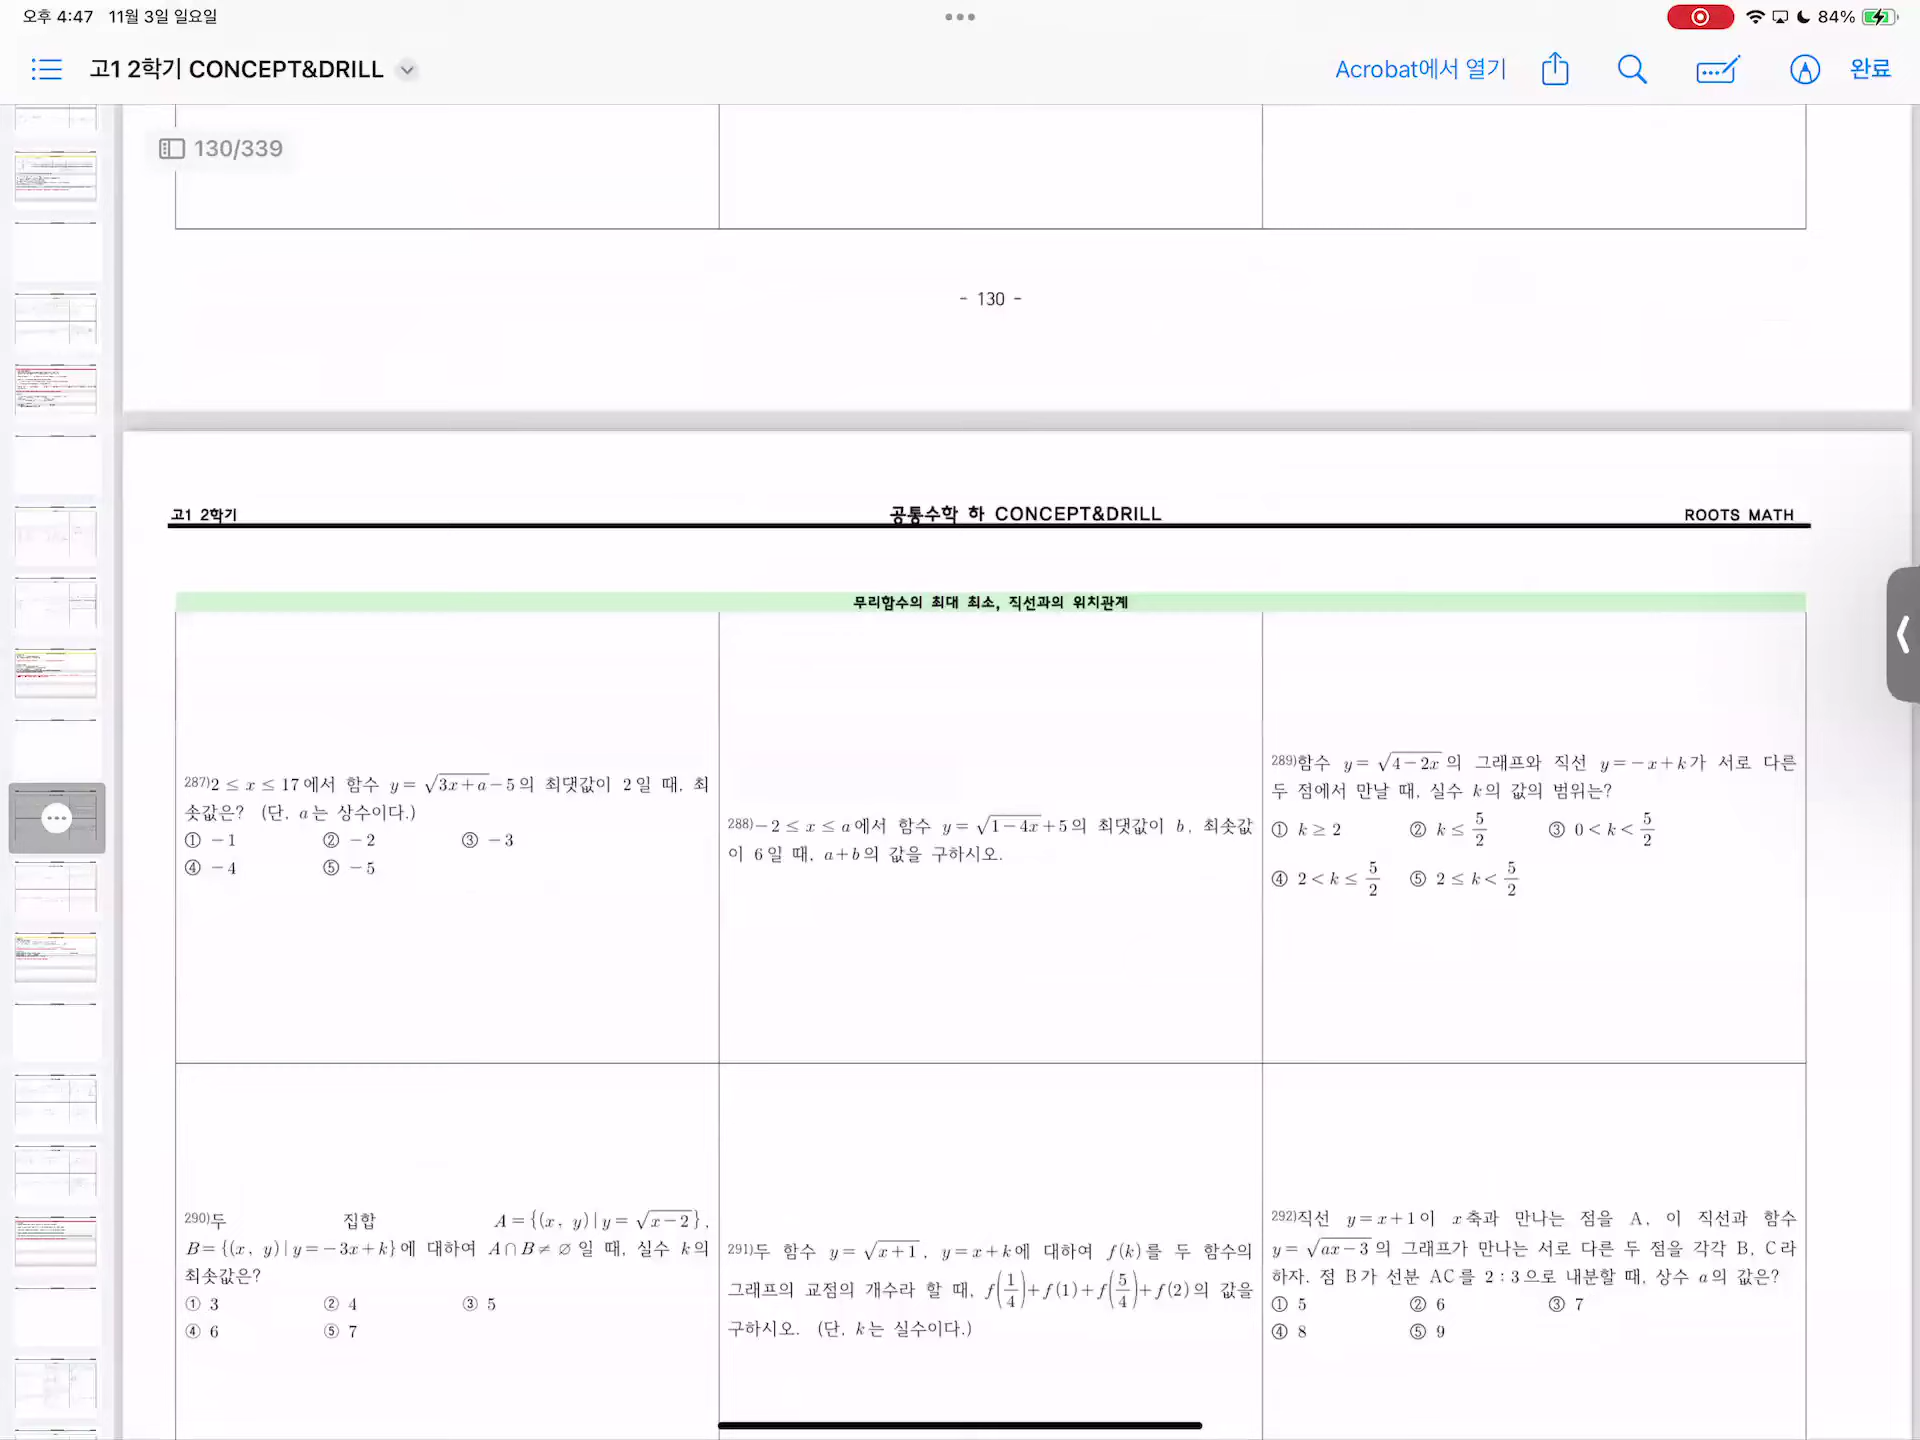 오후 4:47 11월 3일 일요일
84%
고1 2학기 CONCEPT&DRILL
Acrobat에서 열기
완료
130/339
- 130 -
고1 2학기 공통수학 하 CONCEPT&DRILL ROOTS MATH
무리함수의 최대 최소, 직선과의 위치관계
287)2 ≤ x ≤ 17에서 함수 y = √(3x+a) − 5의 최댓값이 2일 때, 최
솟값은? (단, a는 상수이다.)
① −1 ② −2 ③ −3
④ −4 ⑤ −5
288)−2 ≤ x ≤ a에서 함수 y = √(1−4x) + 5의 최댓값이 b, 최솟값
이 6일 때, a+b의 값을 구하시오.
289)함수 y = √(4−2x)의 그래프와 직선 y = −x+k가 서로 다른
두 점에서 만날 때, 실수 k의 값의 범위는?
① k ≥ 2 ② k ≤ 5/2 ③ 0 < k < 5/2
④ 2 < k ≤ 5/2 ⑤ 2 ≤ k < 5/2
290)두 집합 A = {(x, y) | y = √(x−2)},
B = {(x, y) | y = −3x+k}에 대하여 A∩B ≠ ∅일 때, 실수 k의
최솟값은?
① 3 ② 4 ③ 5
④ 6 ⑤ 7
291)두 함수 y = √(x+1), y = x+k에 대하여 f(k)를 두 함수의
그래프의 교점의 개수라 할 때, f(1/4)+f(1)+f(5/4)+f(2)의 값을
구하시오. (단, k는 실수이다.)
292)직선 y = x+1이 x축과 만나는 점을 A, 이 직선과 함수
y = √(ax−3)의 그래프가 만나는 서로 다른 두 점을 각각 B, C라
하자. 점 B가 선분 AC를 2 : 3으로 내분할 때, 상수 a의 값은?
① 5 ② 6 ③ 7
④ 8 ⑤ 9